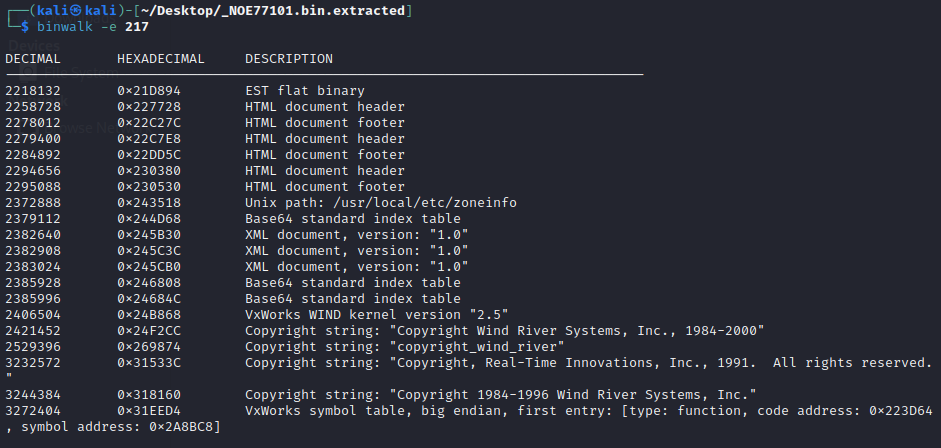 ┌──(kali㉿kali)-[~/Desktop/_NOE77101.bin.extracted]
└─$ binwalk -e 217
DECIMAL HEXADECIMAL DESCRIPTION
--------------------------------------------------------------------------------
2218132 0×21D894 EST flat binary
2258728 0×227728 HTML document header
2278012 0×22C27C HTML document footer
2279400 0×22C7E8 HTML document header
2284892 0×22DD5C HTML document footer
2294656 0×230380 HTML document header
2295088 0×230530 HTML document footer
2372888 0×243518 Unix path: /usr/local/etc/zoneinfo
2379112 0×244D68 Base64 standard index table
2382640 0×245B30 XML document, version: "1.0"
2382908 0×245C3C XML document, version: "1.0"
2383024 0×245CB0 XML document, version: "1.0"
2385928 0×246808 Base64 standard index table
2385996 0×24684C Base64 standard index table
2406504 0×24B868 VxWorks WIND kernel version "2.5"
2421452 0×24F2CC Copyright string: "Copyright Wind River Systems, Inc., 1984-2000"
2529396 0×269874 Copyright string: "copyright_wind_river"
3232572 0×31533C Copyright string: "Copyright, Real-Time Innovations, Inc., 1991.  All rights reserved.
"
3244384 0×318160 Copyright string: "Copyright 1984-1996 Wind River Systems, Inc."
3272404 0×31EED4 VxWorks symbol table, big endian, first entry: [type: function, code address: 0×223D64
, symbol address: 0×2A8BC8]